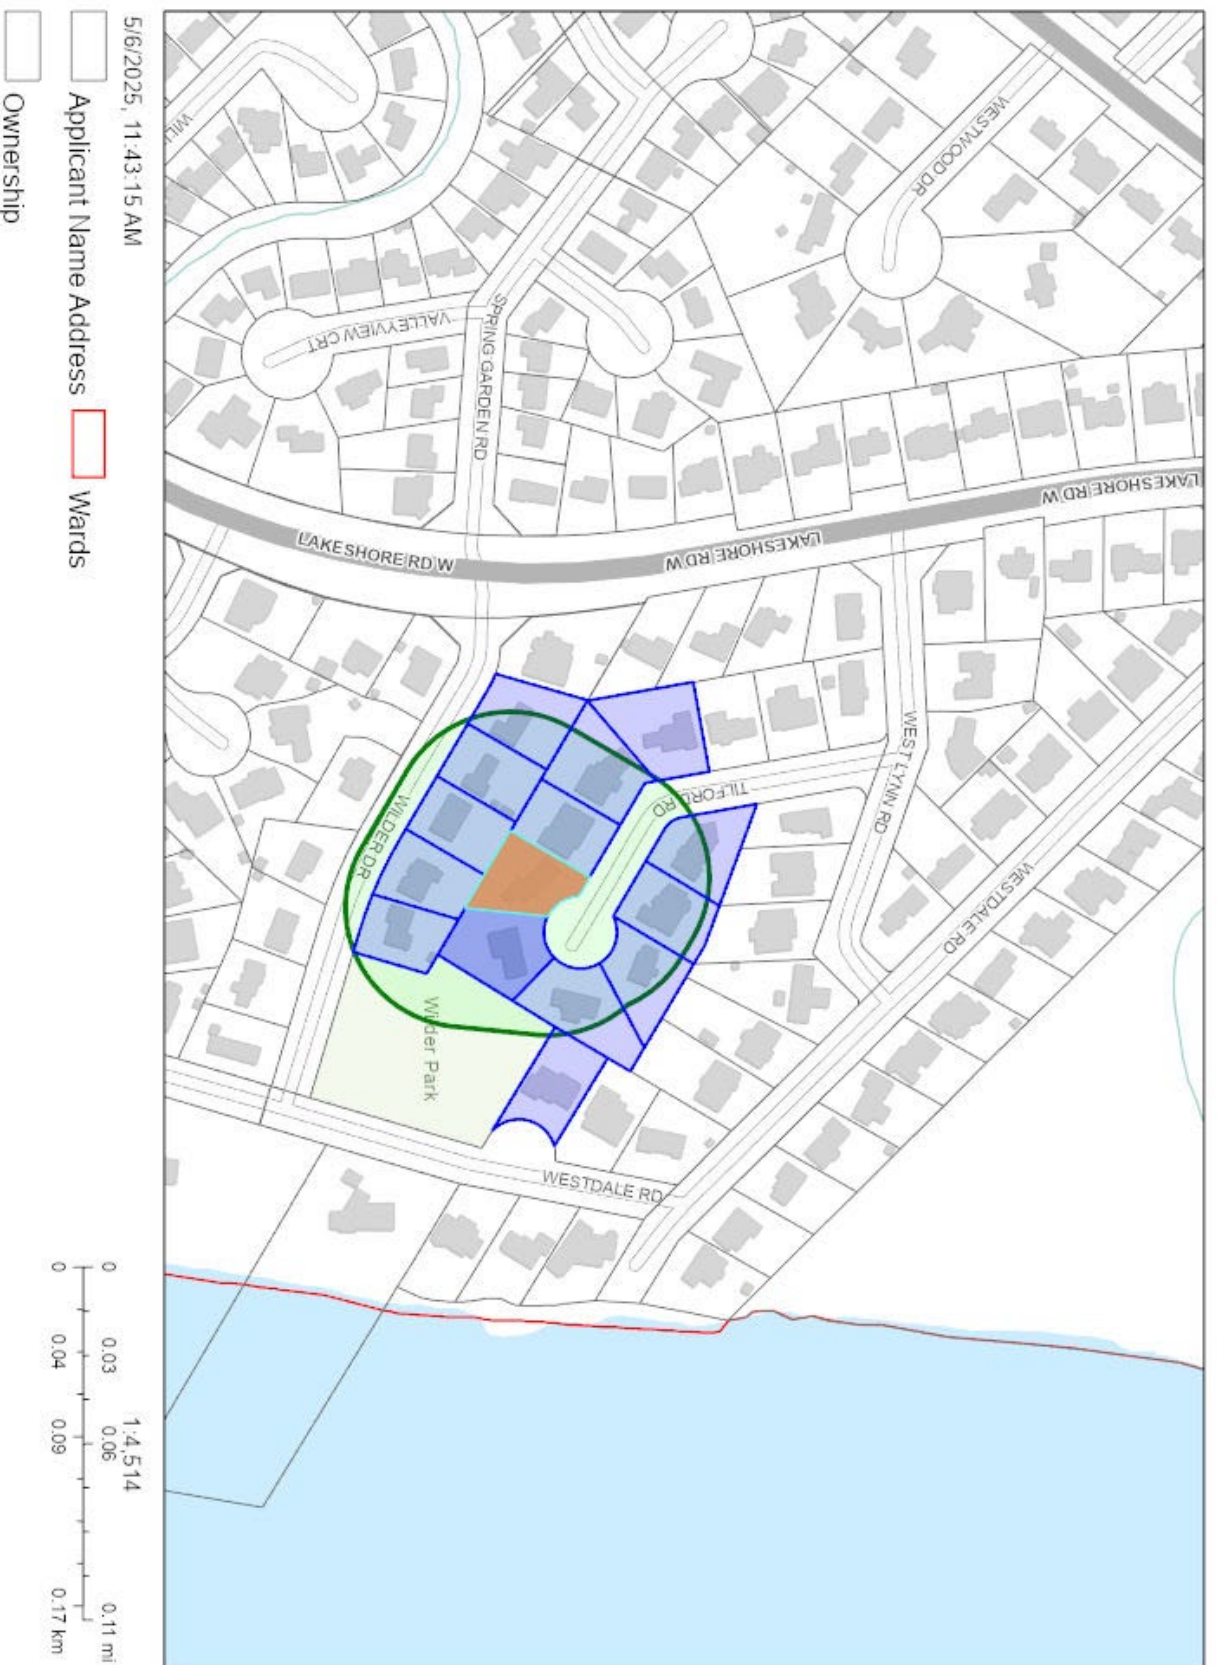 WESTWOOD DR
WILL
SPRING GARDEN RD
VALLEYVIEW CRT
LAKESHORE RD W
LAKESHORE RD W
LAKESHORE RD W
WEST LYNN RD
TILFORD RD
WILDER DR
WESTDALE RD
Wilder Park
WESTDALE RD
5/6/2025, 11:43:15 AM
Applicant Name Address
Wards
Ownership
1:4,514
0 0.03 0.06 0.11 mi
0 0.04 0.09 0.17 km